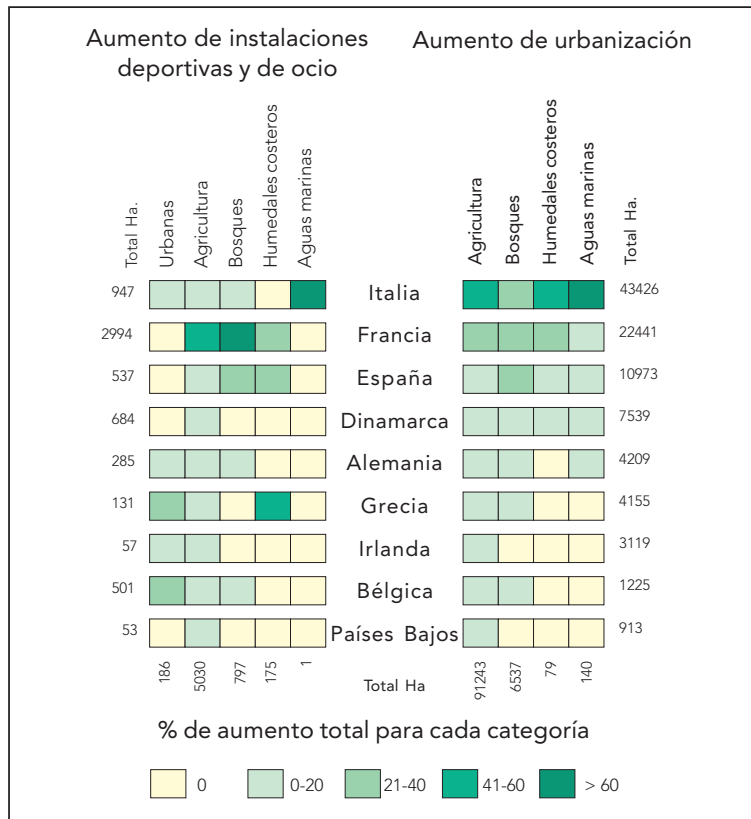 Aumento de instalaciones
deportivas y de ocio
Aumento de urbanización
Total Ha.
Urbanas
Agricultura
Bosques
Humedales costeros
Aguas marinas
Agricultura
Bosques
Humedales costeros
Aguas marinas
Total Ha.
947 Italia 43426
2994 Francia 22441
537 España 10973
684 Dinamarca 7539
285 Alemania 4209
131 Grecia 4155
57 Irlanda 3119
501 Bélgica 1225
53 Países Bajos 913
186 5030 797 175 1 Total Ha 91243 6537 79 140
% de aumento total para cada categoría
0 0-20 21-40 41-60 > 60